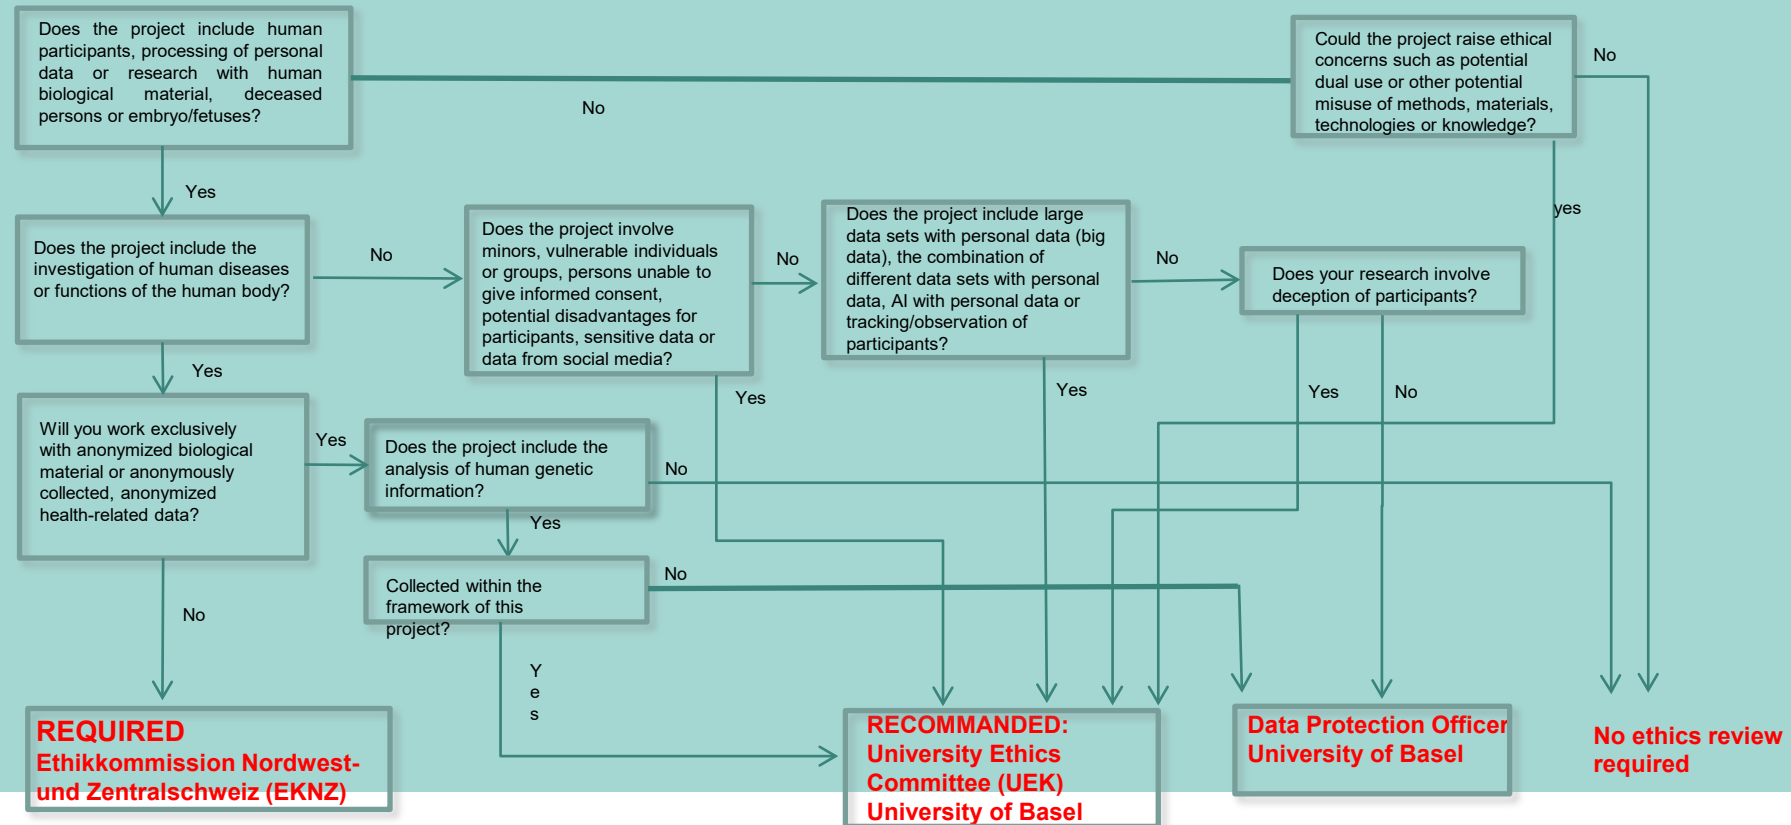 Does the project include human
participants, processing of personal
data or research with human
biological material, deceased
persons or embryo/fetuses?
No
Could the project raise ethical
concerns such as potential
dual use or other potential
misuse of methods, materials,
technologies or knowledge?
No
Yes
yes
Does the project include the
investigation of human diseases
or functions of the human body?
No
Does the project involve
minors, vulnerable individuals
or groups, persons unable to
give informed consent,
potential disadvantages for
participants, sensitive data or
data from social media?
No
Does the project include large
data sets with personal data (big
data), the combination of
different data sets with personal
data, AI with personal data or
tracking/observation of
participants?
No
Does your research involve
deception of participants?
Yes
Yes
Yes
Yes
No
Will you work exclusively
with anonymized biological
material or anonymously
collected, anonymized
health-related data?
Yes
Does the project include the
analysis of human genetic
information?
No
Yes
Collected within the
framework of this
project?
No
No
Y
e
s
REQUIRED
Ethikkommission Nordwest-
und Zentralschweiz (EKNZ)
RECOMMANDED:
University Ethics
Committee (UEK)
University of Basel
Data Protection Officer
University of Basel
No ethics review
required